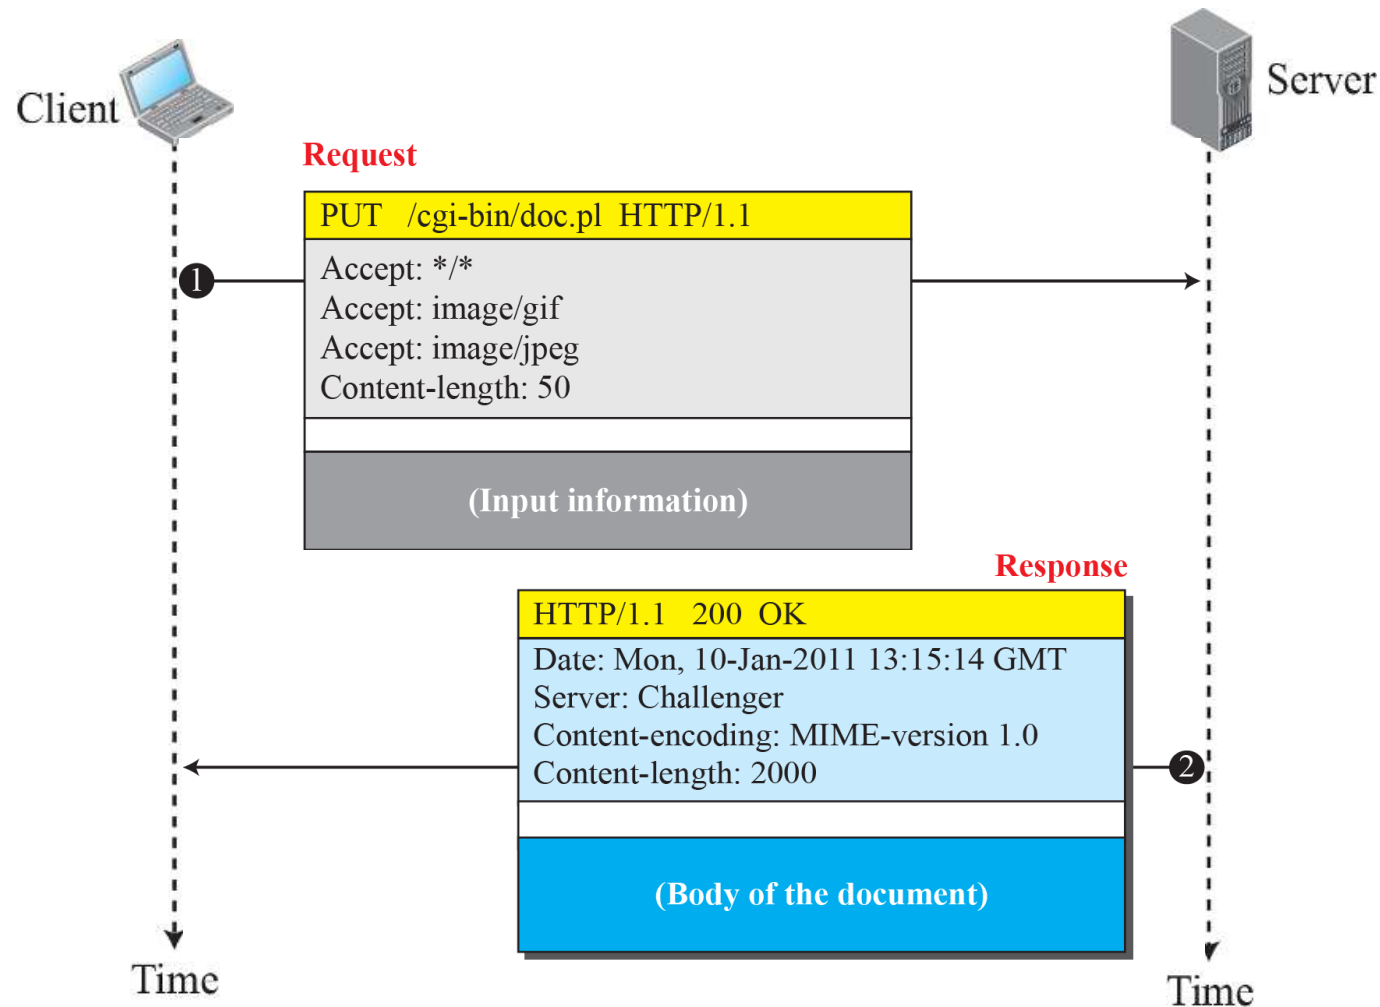 Client
Server
Request
PUT /cgi-bin/doc.pl HTTP/1.1
Accept: */*
Accept: image/gif
Accept: image/jpeg
Content-length: 50
1
(Input information)
Response
HTTP/1.1 200 OK
Date: Mon, 10-Jan-2011 13:15:14 GMT
Server: Challenger
Content-encoding: MIME-version 1.0
Content-length: 2000
2
(Body of the document)
Time
Time